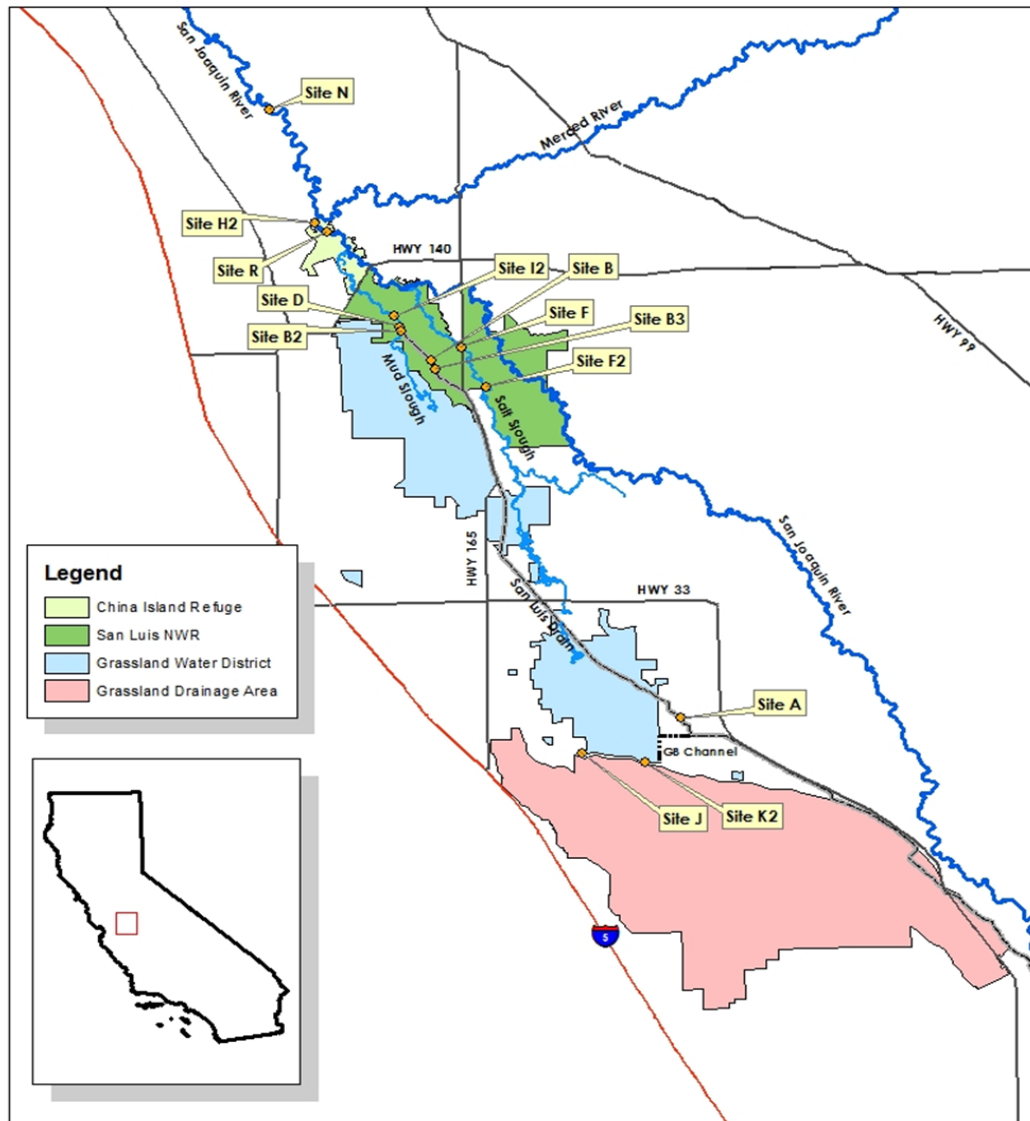 San Joaquin River
Site N
Merced River
Site H2
HWY 140
Site R
Site I2
Site B
Site D
Site F
Site B3
Site B2
HWY 99
Site F2
Mud Slough
Salt Slough
San Joaquin River
HWY 165
San Luis Drain
HWY 33
Legend
China Island Refuge
San Luis NWR
Grassland Water District
Grassland Drainage Area
Site A
GB Channel
Site J
Site K2
5